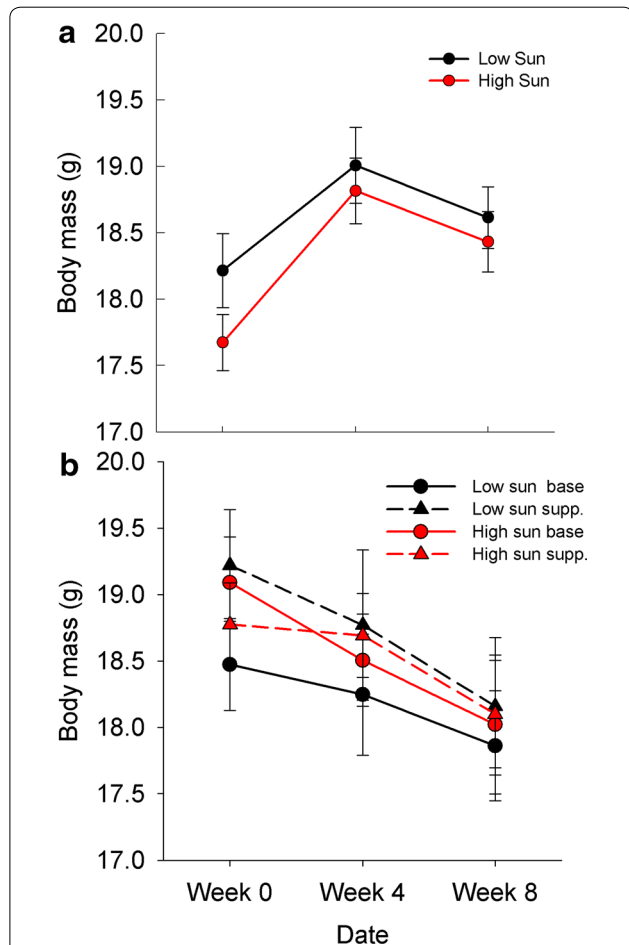 a
20.0
19.5
19.0
18.5
18.0
17.5
17.0
Body mass (g)
Low Sun
High Sun
b
20.0
19.5
19.0
18.5
18.0
17.5
17.0
Body mass (g)
Low sun base
Low sun supp.
High sun base
High sun supp.
Week 0 Week 4 Week 8
Date